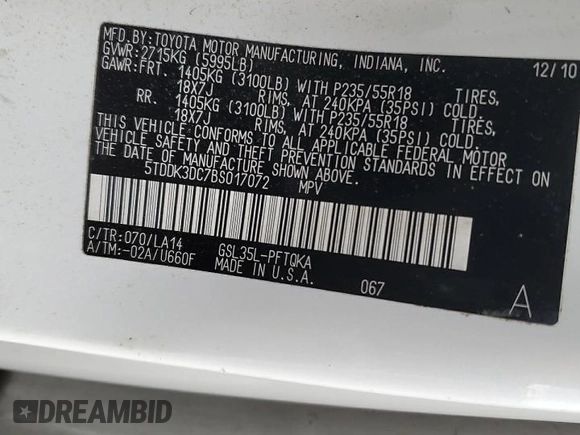 MFD.BY:TOYOTA MOTOR MANUFACTURING, INDIANA, INC. 12/10
GVWR:2715KG (5995LB)
GAWR:FRT. 1405KG (3100LB) WITH P235/55R18 TIRES,
18X7J RIMS, AT 240KPA (35PSI) COLD
RR. 1405KG (3100LB) WITH P235/55R18 TIRES,
18X7J RIMS, AT 240KPA (35PSI) COLD.
THIS VEHICLE CONFORMS TO ALL APPLICABLE FEDERAL MOTOR
VEHICLE SAFETY AND THEFT PREVENTION STANDARDS IN EFFECT ON
THE DATE OF MANUFACTURE SHOWN ABOVE.
5TDDK3DC7BS017072 MPV
C/TR:070/LA14 GSL35L-PFTQKA
A/TM:-02A/U660F MADE IN U.S.A. 067 A
DREAMBID